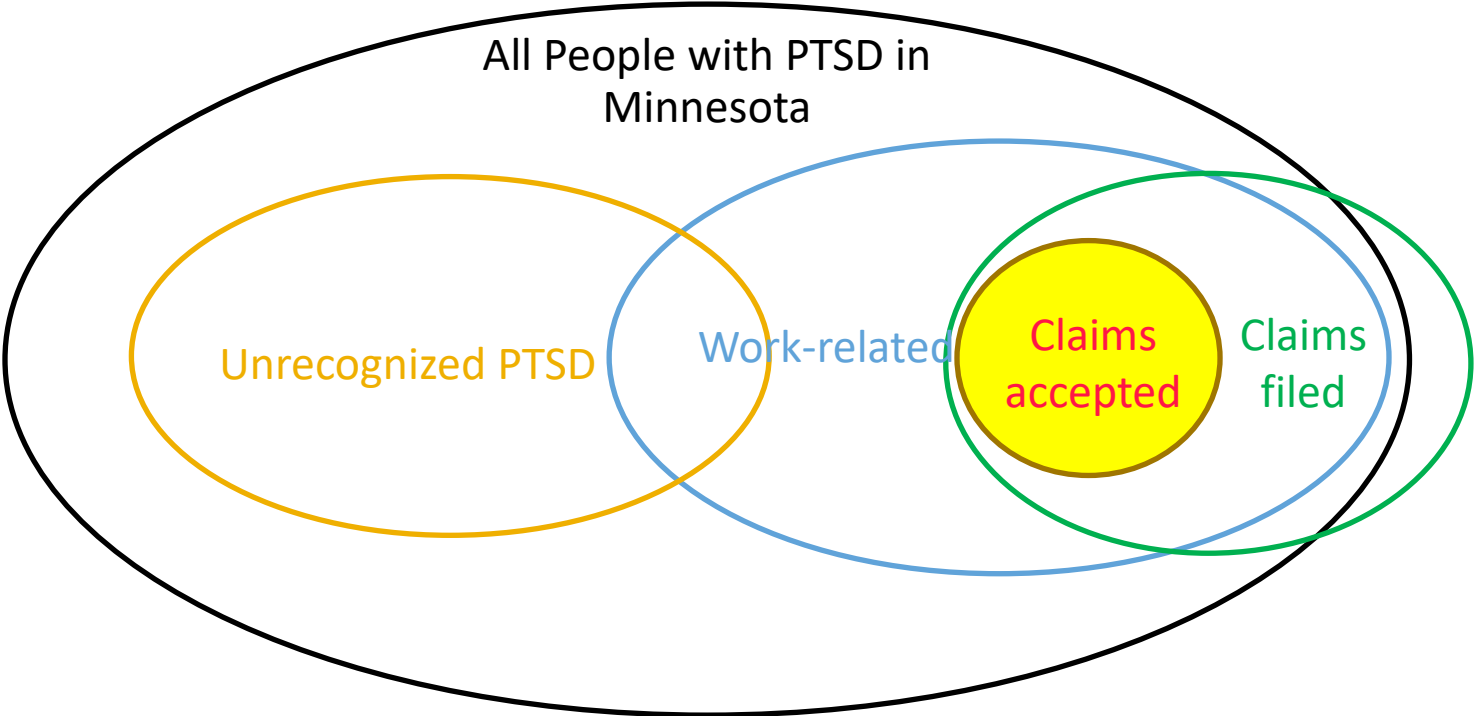 All People with PTSD in
Minnesota
Unrecognized PTSD
Work-related
Claims
accepted
Claims
filed